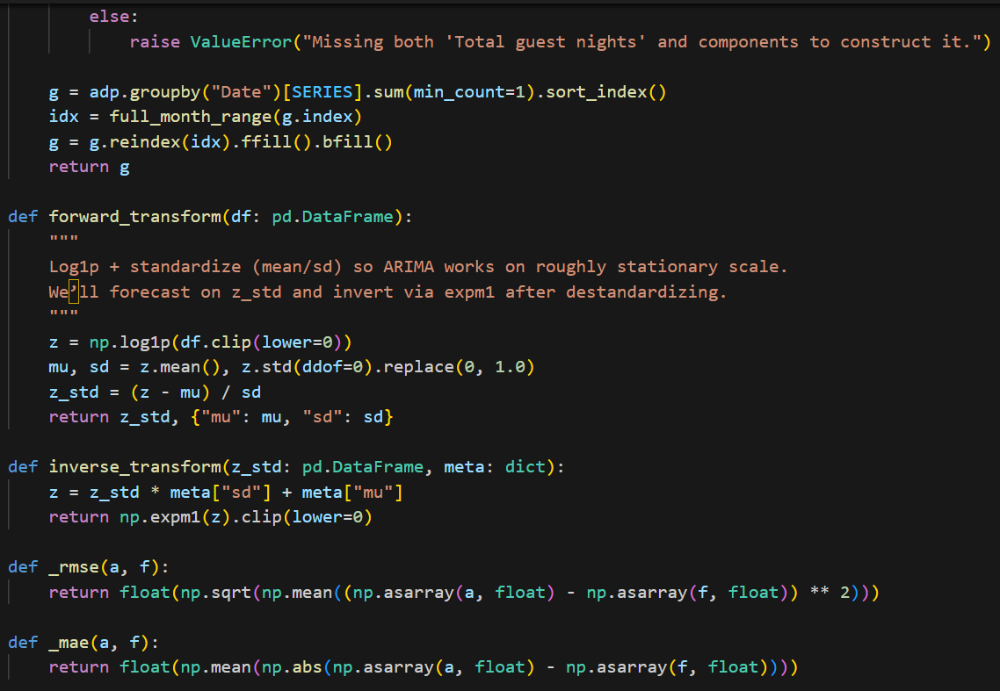 else:
raise ValueError("Missing both 'Total guest nights' and components to construct it.")
g = adp.groupby("Date")[SERIES].sum(min_count=1).sort_index()
idx = full_month_range(g.index)
g = g.reindex(idx).ffill().bfill()
return g
def forward_transform(df: pd.DataFrame):
"""
Log1p + standardize (mean/sd) so ARIMA works on roughly stationary scale.
We’ll forecast on z_std and invert via expm1 after destandardizing.
"""
z = np.log1p(df.clip(lower=0))
mu, sd = z.mean(), z.std(ddof=0).replace(0, 1.0)
z_std = (z - mu) / sd
return z_std, {"mu": mu, "sd": sd}
def inverse_transform(z_std: pd.DataFrame, meta: dict):
z = z_std * meta["sd"] + meta["mu"]
return np.expm1(z).clip(lower=0)
def _rmse(a, f):
return float(np.sqrt(np.mean((np.asarray(a, float) - np.asarray(f, float)) ** 2)))
def _mae(a, f):
return float(np.mean(np.abs(np.asarray(a, float) - np.asarray(f, float))))